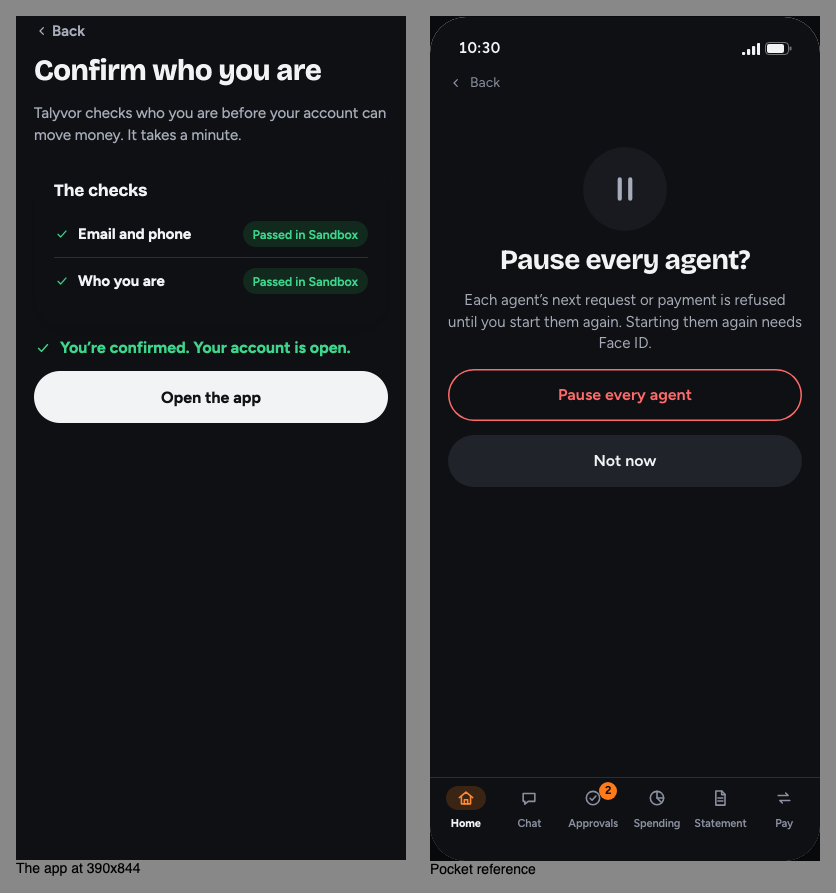 Back
Confirm who you are
Talyvor checks who you are before your account can
move money. It takes a minute.
The checks
Email and phone
Passed in Sandbox
Who you are
Passed in Sandbox
You’re confirmed. Your account is open.
Open the app
The app at 390x844
10:30
Back
Pause every agent?
Each agent’s next request or payment is refused
until you start them again. Starting them again needs
Face ID.
Pause every agent
Not now
2
Home
Chat
Approvals
Spending
Statement
Pay
Pocket reference